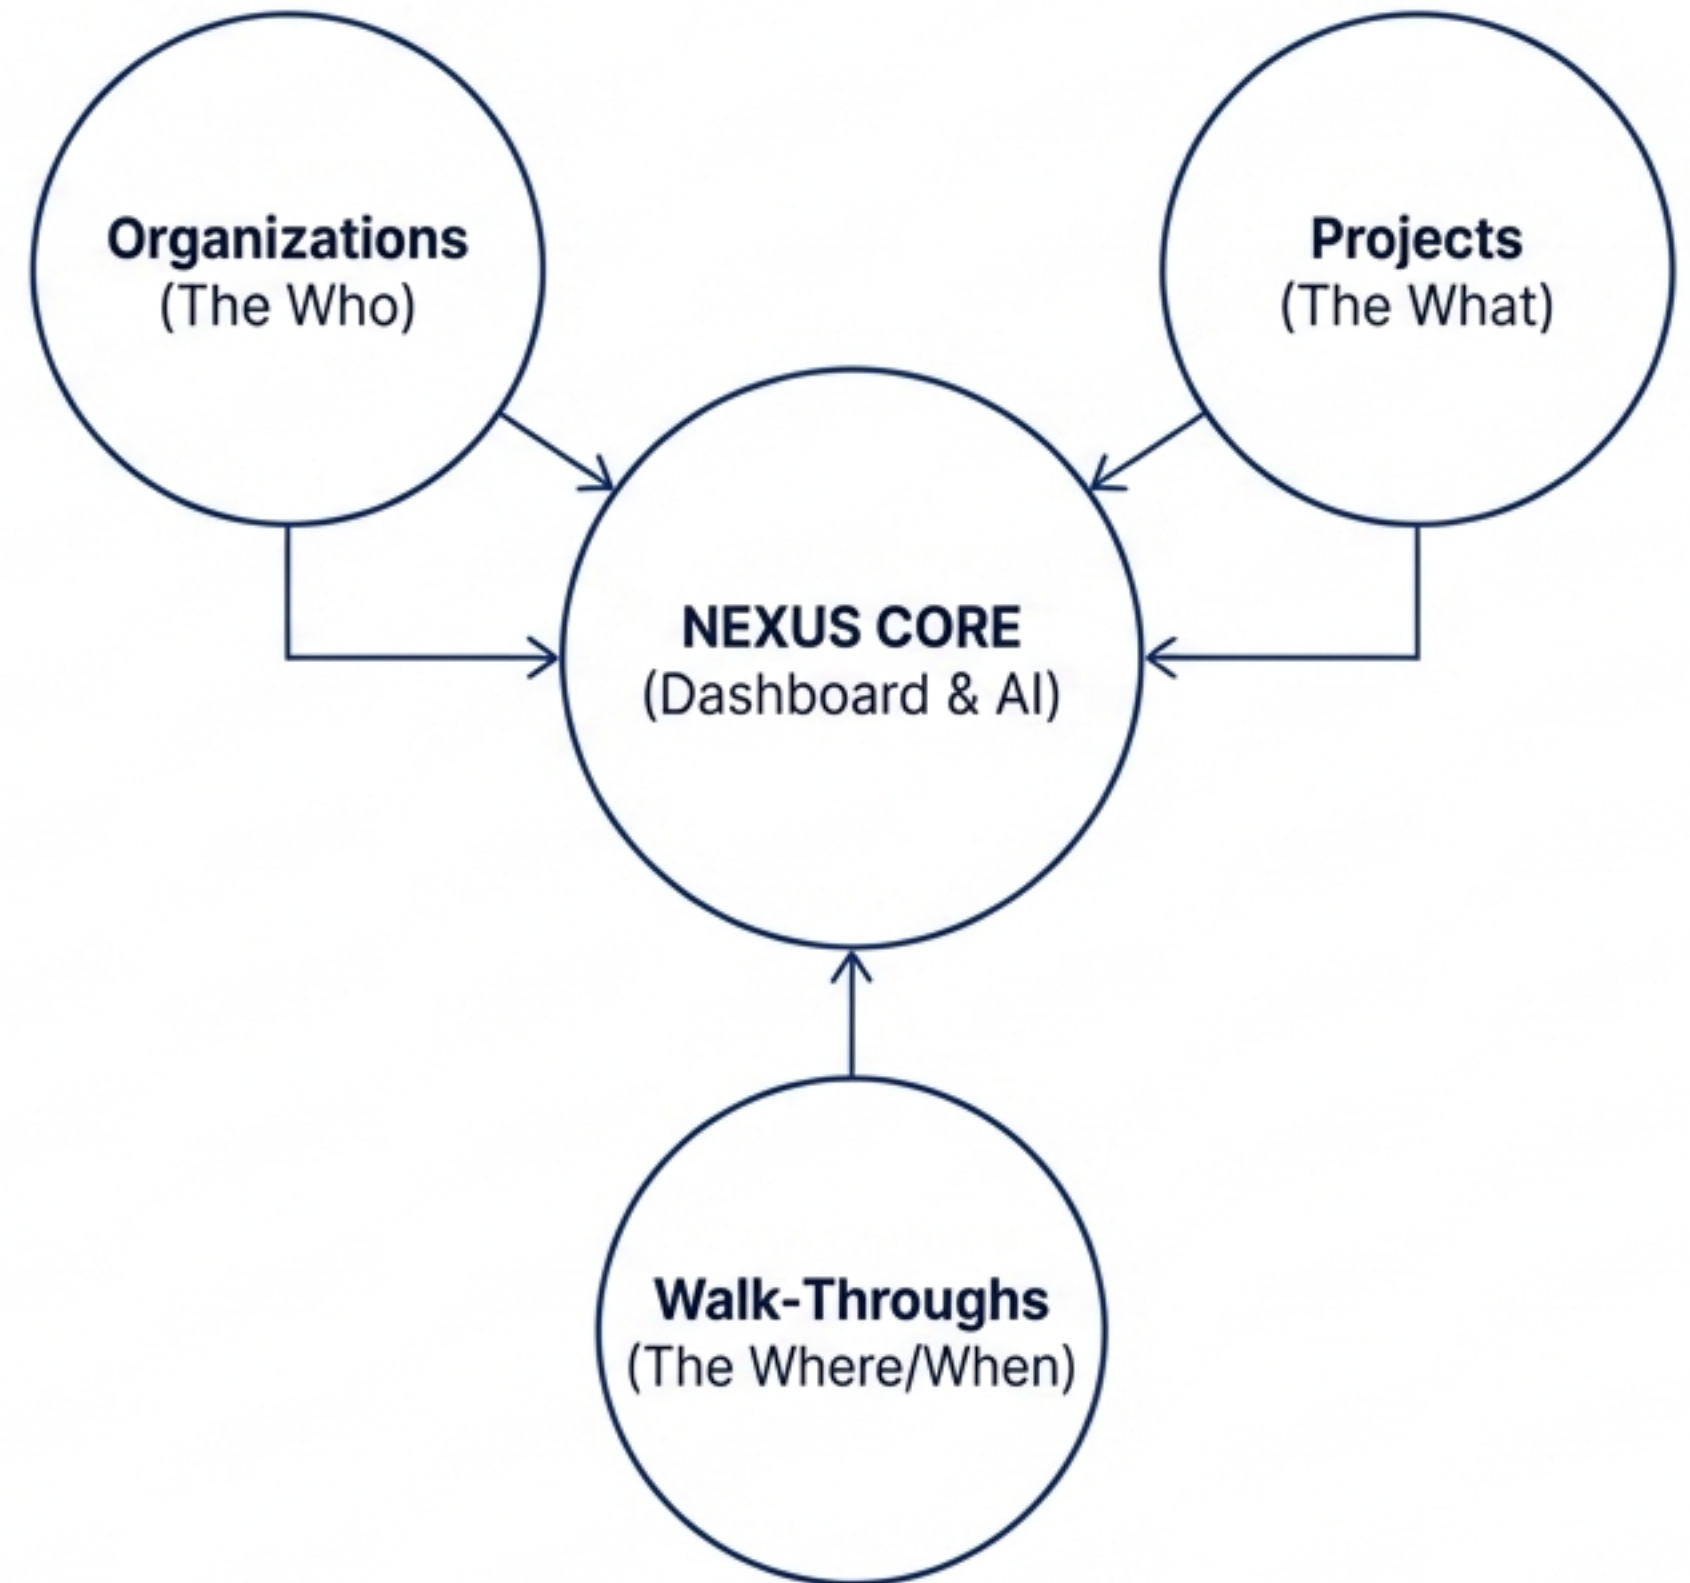 Organizations
(The Who)
Projects
(The What)
NEXUS CORE
(Dashboard & AI)
Walk-Throughs
(The Where/When)